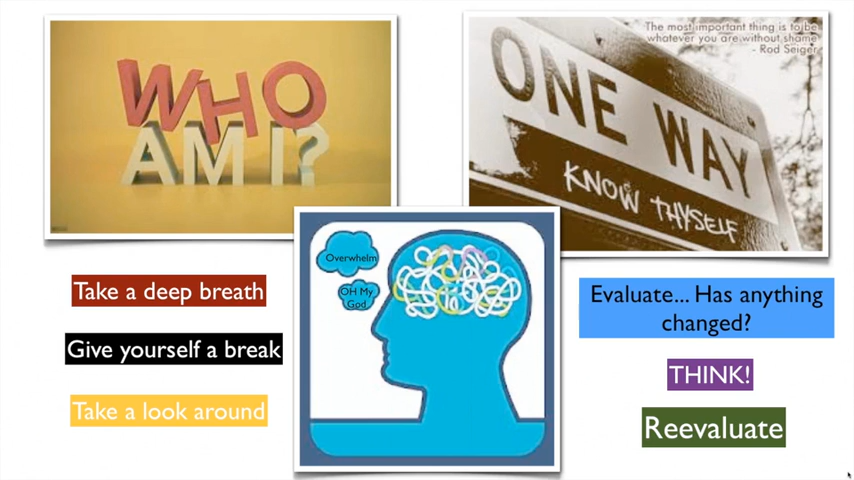 WHO
AM I?
The most important thing is to be
whatever you are without shame
- Rod Seiger
ONE WAY
KNOW THYSELF
Overwhelm
OH My
God
Take a deep breath
Give yourself a break
Take a look around
Evaluate... Has anything
changed?
THINK!
Reevaluate